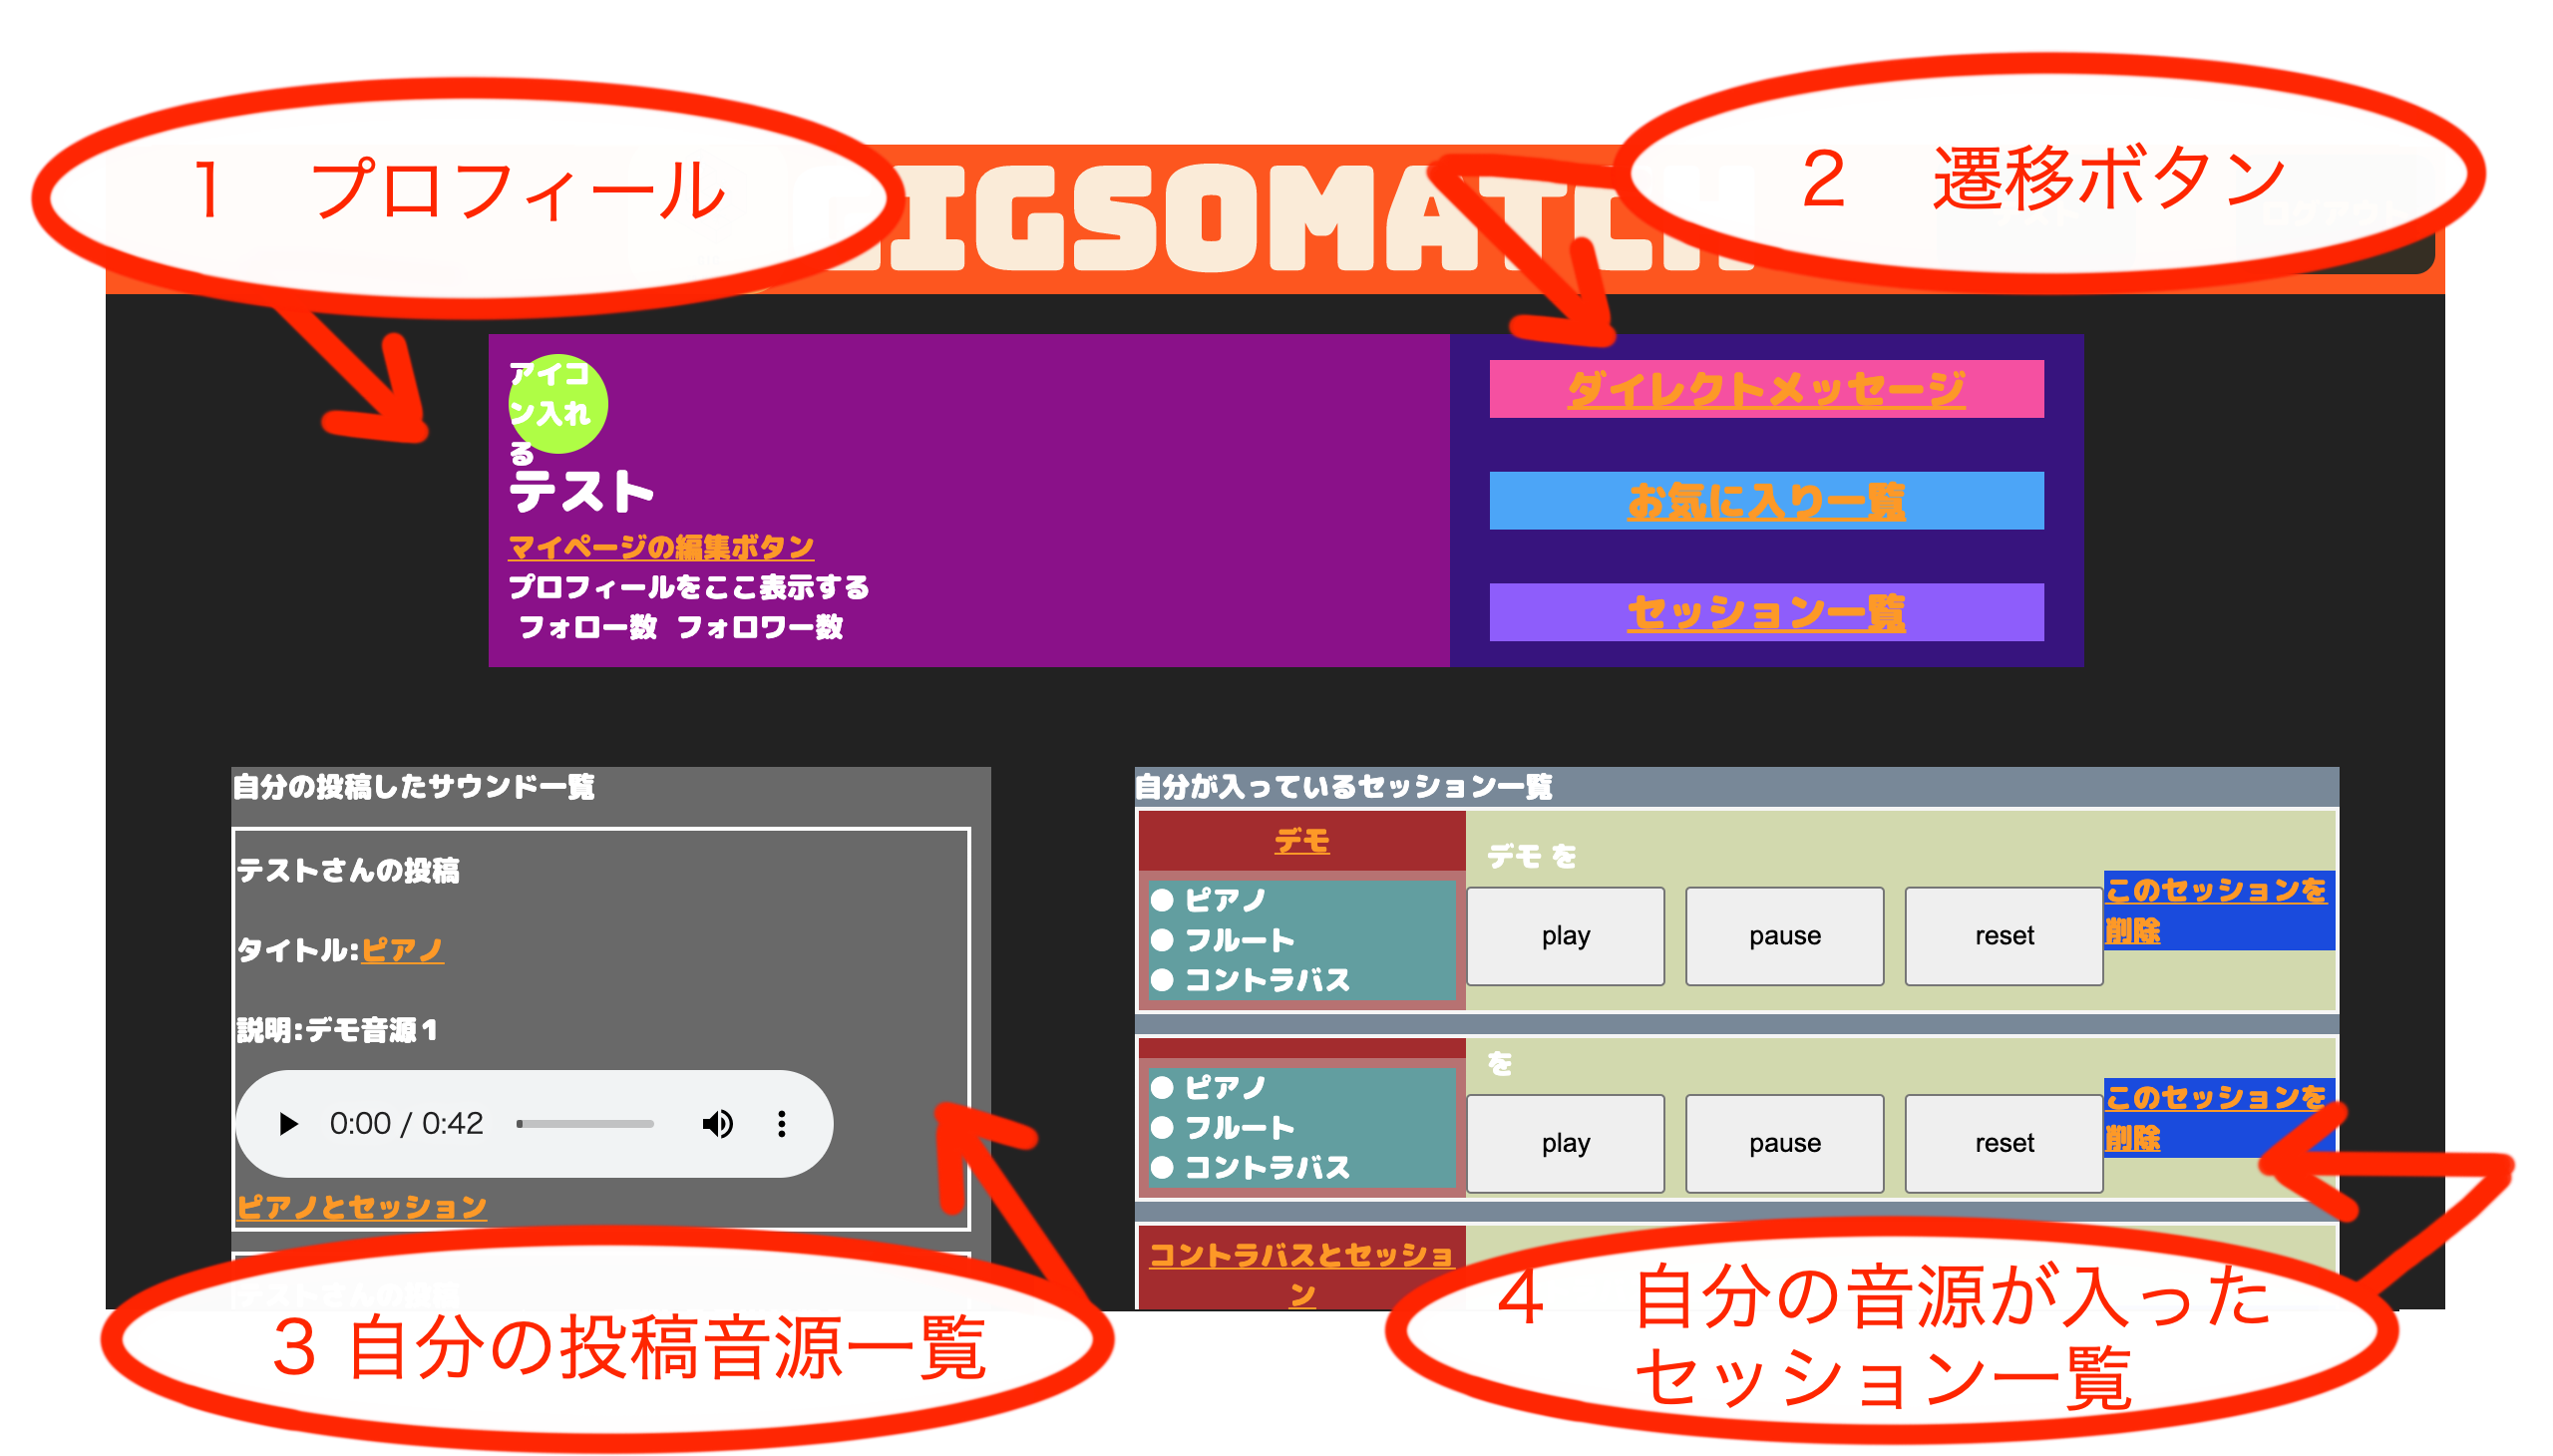 1 プロフィール
2 遷移ボタン
GIGSOMATCH
アイコ
ン入れ
る
テスト
マイページの編集ボタン
プロフィールをここ表示する
フォロー数 フォロワー数
ダイレクトメッセージ
お気に入り一覧
セッション一覧
自分の投稿したサウンド一覧
テストさんの投稿
タイトル:ピアノ
説明:デモ音源1
0:00 / 0:42
ピアノとセッション
テストさんの投稿
3 自分の投稿音源一覧
自分が入っているセッション一覧
デモ
● ピアノ
● フルート
● コントラバス
デモ を
play pause reset
このセッションを
削除
● ピアノ
● フルート
● コントラバス
を
play pause reset
このセッションを
削除
コントラバスとセッショ
ン
4 自分の音源が入った
セッション一覧